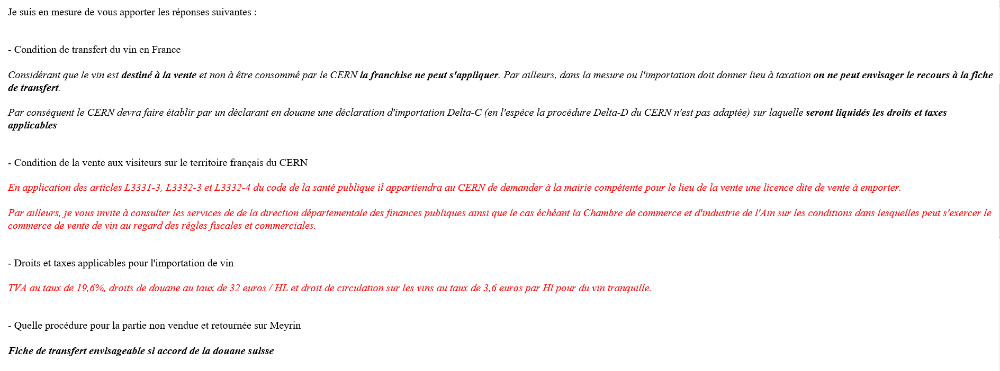 Je suis en mesure de vous apporter les réponses suivantes :
- Condition de transfert du vin en France
Considérant que le vin est destiné à la vente et non à être consommé par le CERN la franchise ne peut s'appliquer. Par ailleurs, dans la mesure ou l'importation doit donner lieu à taxation on ne peut envisager le recours à la fiche
de transfert.
Par conséquent le CERN devra faire établir par un déclarant en douane une déclaration d'importation Delta-C (en l'espèce la procédure Delta-D du CERN n'est pas adaptée) sur laquelle seront liquidés les droits et taxes
applicables
- Condition de la vente aux visiteurs sur le territoire français du CERN
En application des articles L3331-3, L3332-3 et L3332-4 du code de la santé publique il appartiendra au CERN de demander à la mairie compétente pour le lieu de la vente une licence dite de vente à emporter.
Par ailleurs, je vous invite à consulter les services de de la direction départementale des finances publiques ainsi que le cas échéant la Chambre de commerce et d'industrie de l'Ain sur les conditions dans lesquelles peut s'exercer le
commerce de vente de vin au regard des règles fiscales et commerciales.
- Droits et taxes applicables pour l'importation de vin
TVA au taux de 19,6%, droits de douane au taux de 32 euros / HL et droit de circulation sur les vins au taux de 3,6 euros par Hl pour du vin tranquille.
- Quelle procédure pour la partie non vendue et retournée sur Meyrin
Fiche de transfert envisageable si accord de la douane suisse